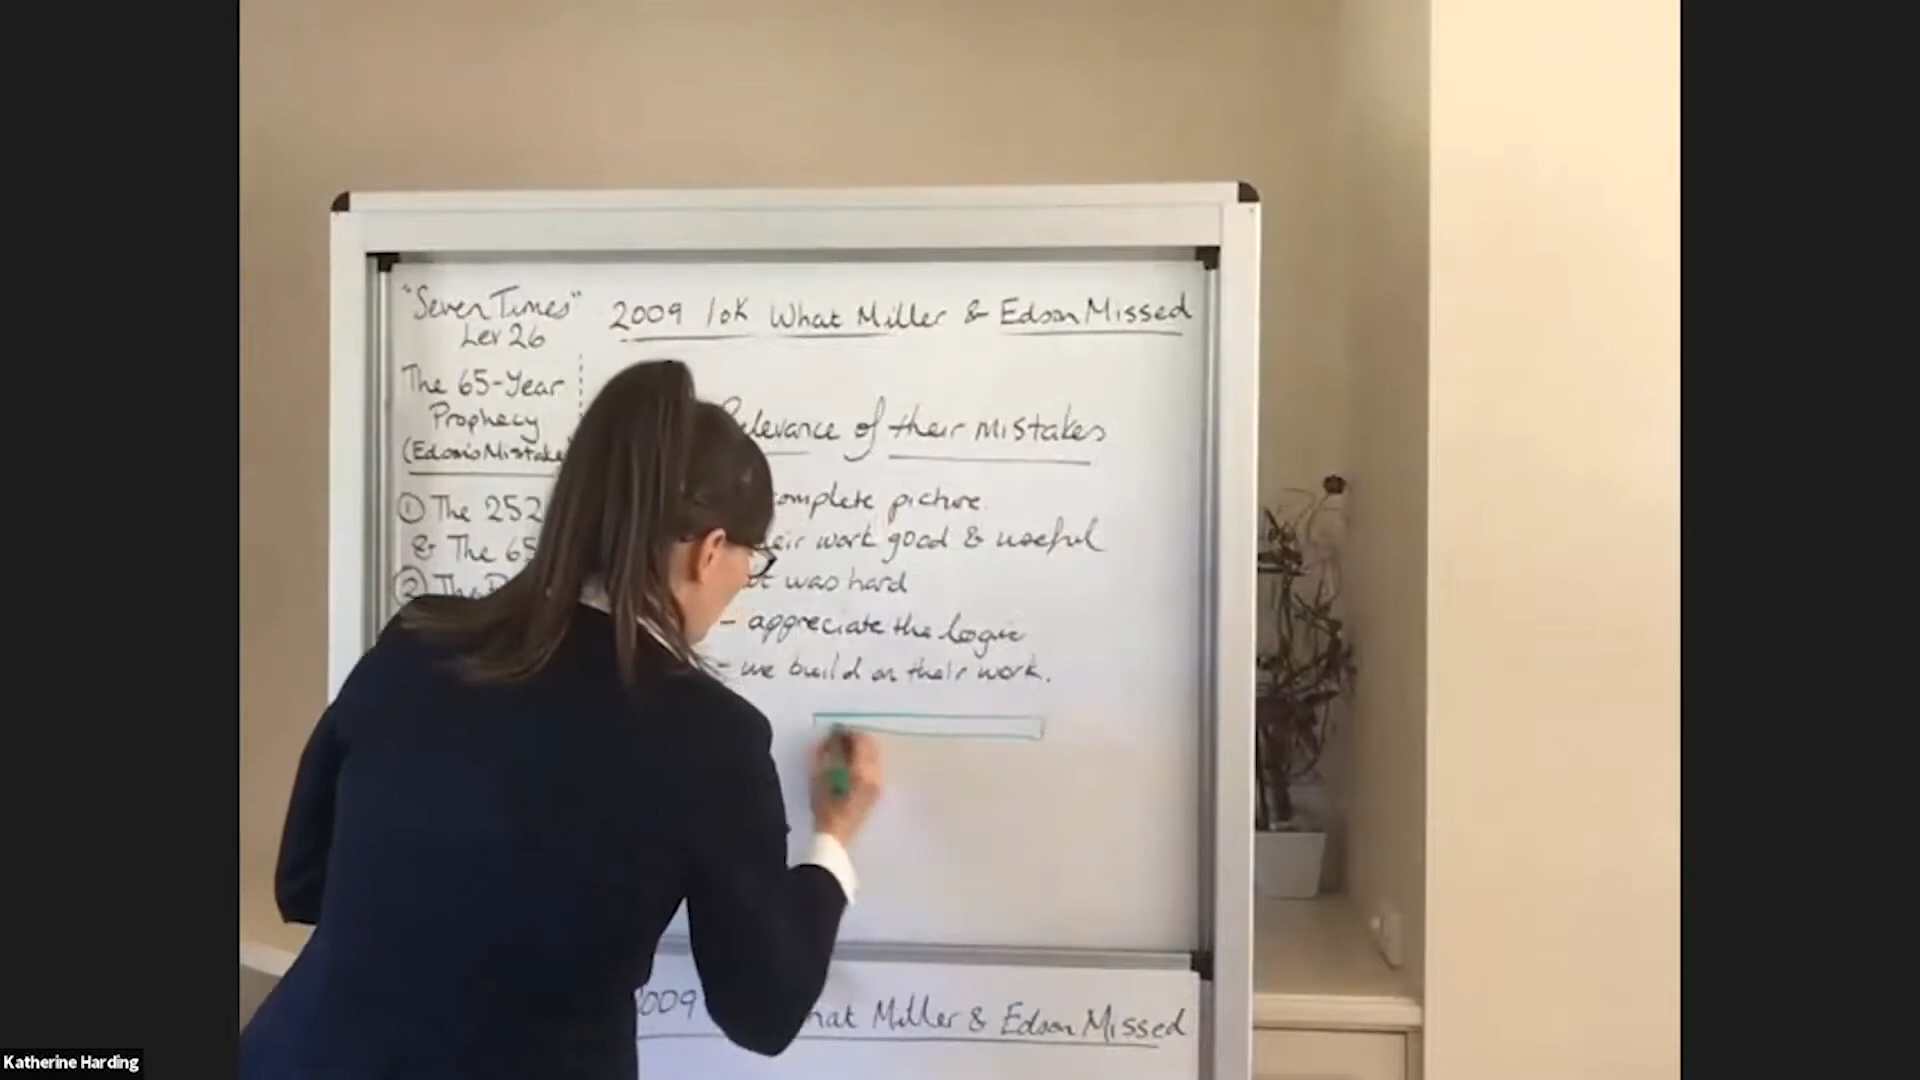 "Seven Times"
Lev 26
The 65-Year
Prophecy
(Edson's Mistake
① The 252
& The 65
②
2009 10K What Miller & Edson Missed
Relevance of their mistakes
complete picture.
work good & useful
was hard
- appreciate the logic
- we build on their work.
2009
Miller & Edson Missed
Katherine Harding